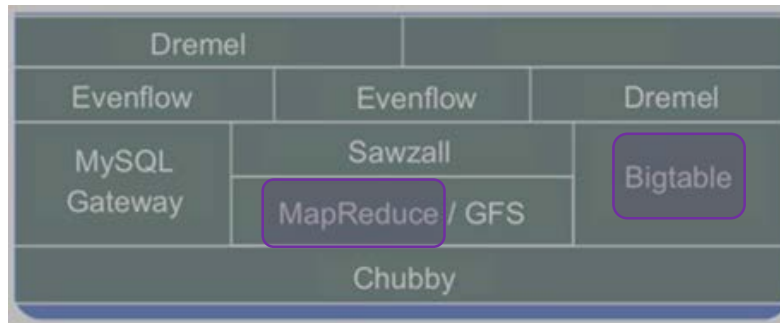 Dremel
Evenflow Evenflow Dremel
Sawzall
MySQL Gateway
Bigtable
MapReduce / GFS
Chubby